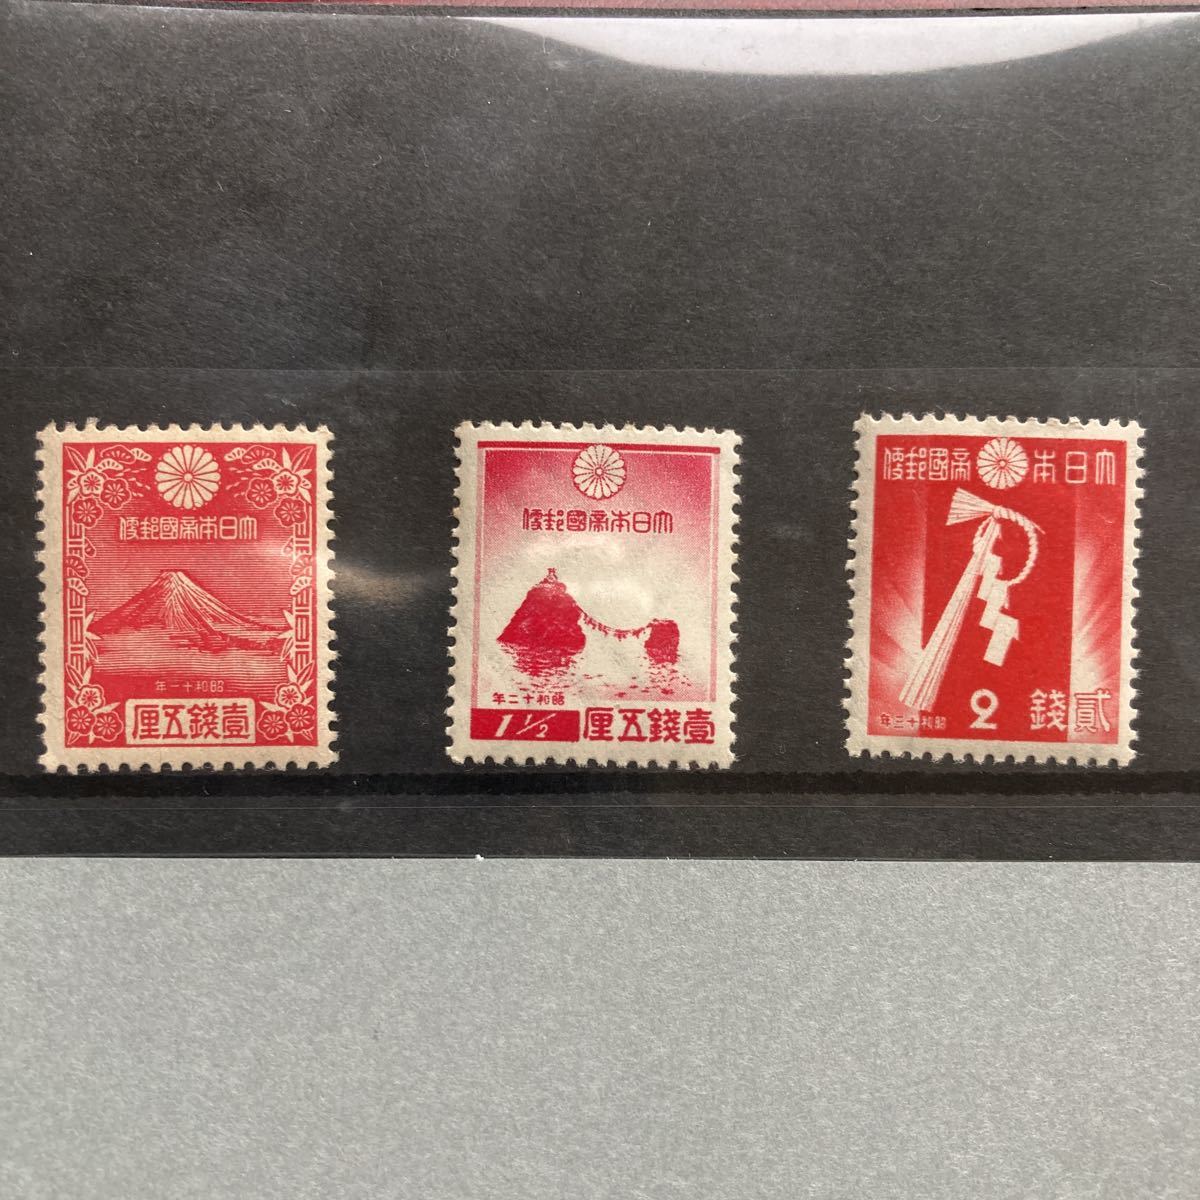 大日本帝國郵便
昭和十一年
壹錢五厘
大日本帝國郵便
昭和十二年
壹錢五厘 1½
大日本帝國郵便
貳錢 2
昭和十三年